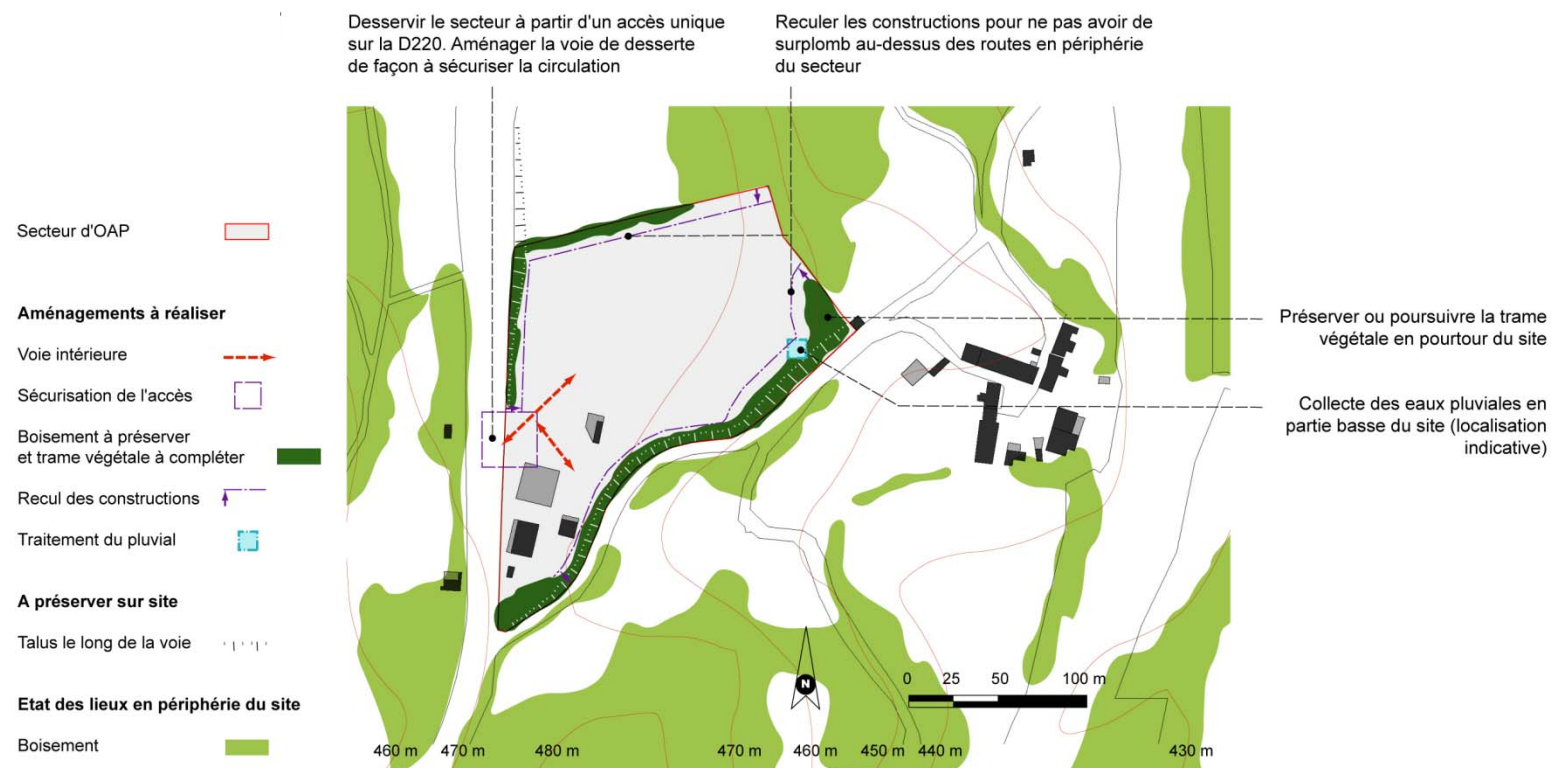 Desservir le secteur à partir d'un accès unique
sur la D220. Aménager la voie de desserte
de façon à sécuriser la circulation
Reculer les constructions pour ne pas avoir de
surplomb au-dessus des routes en périphérie
du secteur
Secteur d'OAP
Aménagements à réaliser
Voie intérieure
Sécurisation de l'accès
Boisement à préserver
et trame végétale à compléter
Recul des constructions
Traitement du pluvial
A préserver sur site
Talus le long de la voie
Etat des lieux en périphérie du site
Boisement
Préserver ou poursuivre la trame
végétale en pourtour du site
Collecte des eaux pluviales en
partie basse du site (localisation
indicative)
N
0 25 50 100 m
460 m 470 m 480 m 470 m 460 m 450 m 440 m 430 m